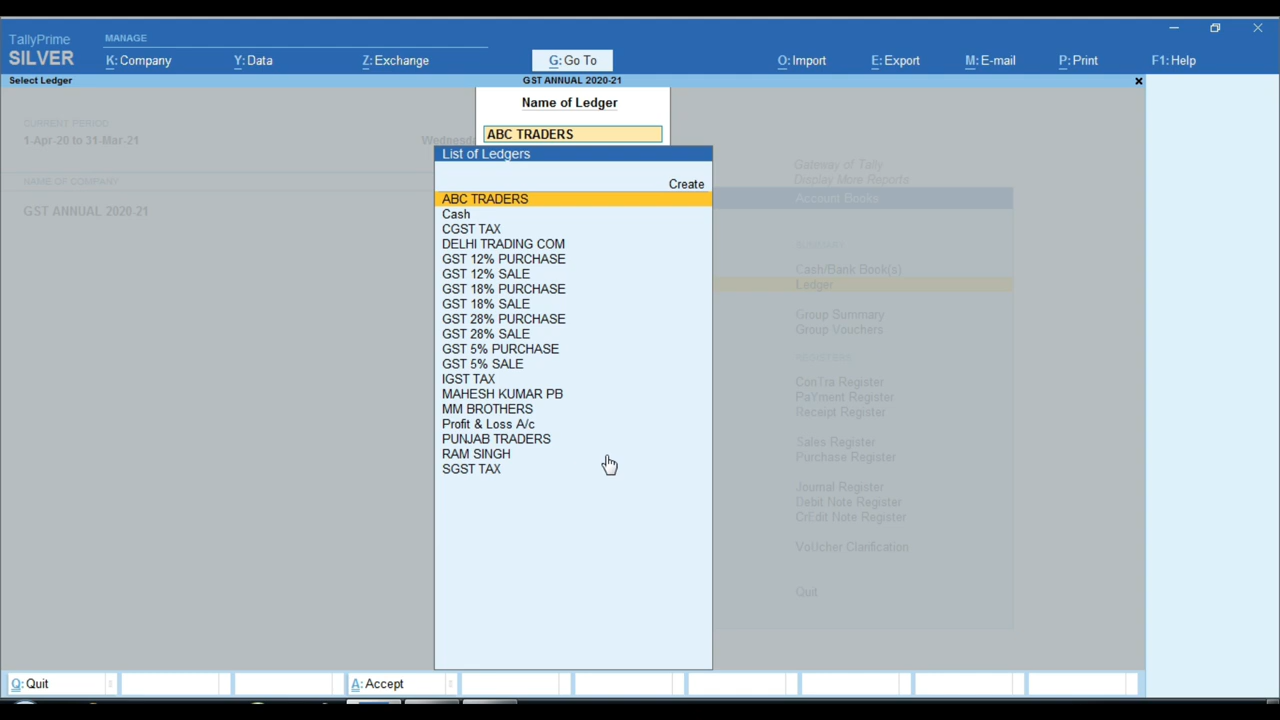 TallyPrime
SILVER
MANAGE
K: Company
Y: Data
Z: Exchange
G: Go To
O: Import
E: Export
M: E-mail
P: Print
F1: Help
Select Ledger
GST ANNUAL 2020-21
CURRENT PERIOD
1-Apr-20 to 31-Mar-21
NAME OF COMPANY
GST ANNUAL 2020-21
Name of Ledger
ABC TRADERS
List of Ledgers
Create
ABC TRADERS
Cash
CGST TAX
DELHI TRADING COM
GST 12% PURCHASE
GST 12% SALE
GST 18% PURCHASE
GST 18% SALE
GST 28% PURCHASE
GST 28% SALE
GST 5% PURCHASE
GST 5% SALE
IGST TAX
MAHESH KUMAR PB
MM BROTHERS
Profit & Loss A/c
PUNJAB TRADERS
RAM SINGH
SGST TAX
Gateway of Tally
Display More Reports
Account Books
SUMMARY
Cash/Bank Book(s)
Ledger
Group Summary
Group Vouchers
REGISTERS
ConTra Register
PaYment Register
Receipt Register
Sales Register
Purchase Register
Journal Register
Debit Note Register
CrEdit Note Register
VoUcher Clarification
Quit
Q: Quit
A: Accept